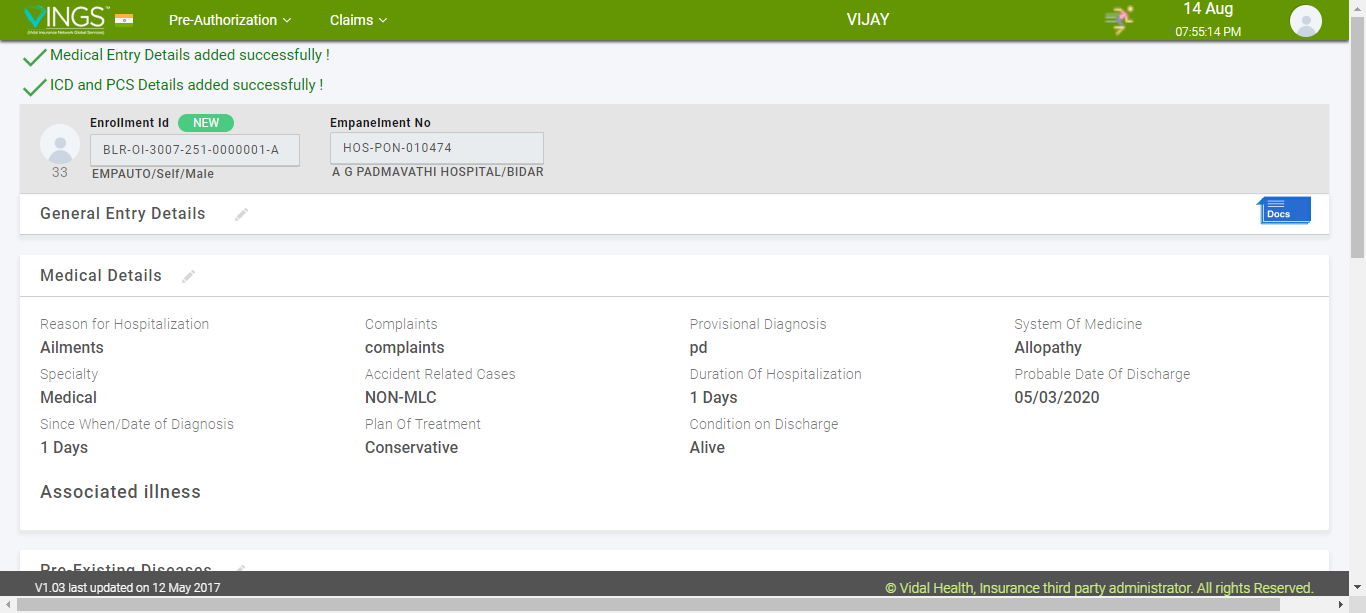 VINGS™
(Vidal Insurance Network Global Services)
Pre-Authorization
Claims
VIJAY
14 Aug
07:55:14 PM
Medical Entry Details added successfully !
ICD and PCS Details added successfully !
Enrollment Id NEW
Empanelment No
BLR-OI-3007-251-0000001-A
HOS-PON-010474
33
EMPAUTO/Self/Male
A G PADMAVATHI HOSPITAL/BIDAR
General Entry Details
Docs
Medical Details
Reason for Hospitalization
Complaints
Provisional Diagnosis
System Of Medicine
Ailments
complaints
pd
Allopathy
Specialty
Accident Related Cases
Duration Of Hospitalization
Probable Date Of Discharge
Medical
NON-MLC
1 Days
05/03/2020
Since When/Date of Diagnosis
Plan Of Treatment
Condition on Discharge
1 Days
Conservative
Alive
Associated illness
Pre-Existing Diseases
V1.03 last updated on 12 May 2017
© Vidal Health, Insurance third party administrator. All rights Reserved.